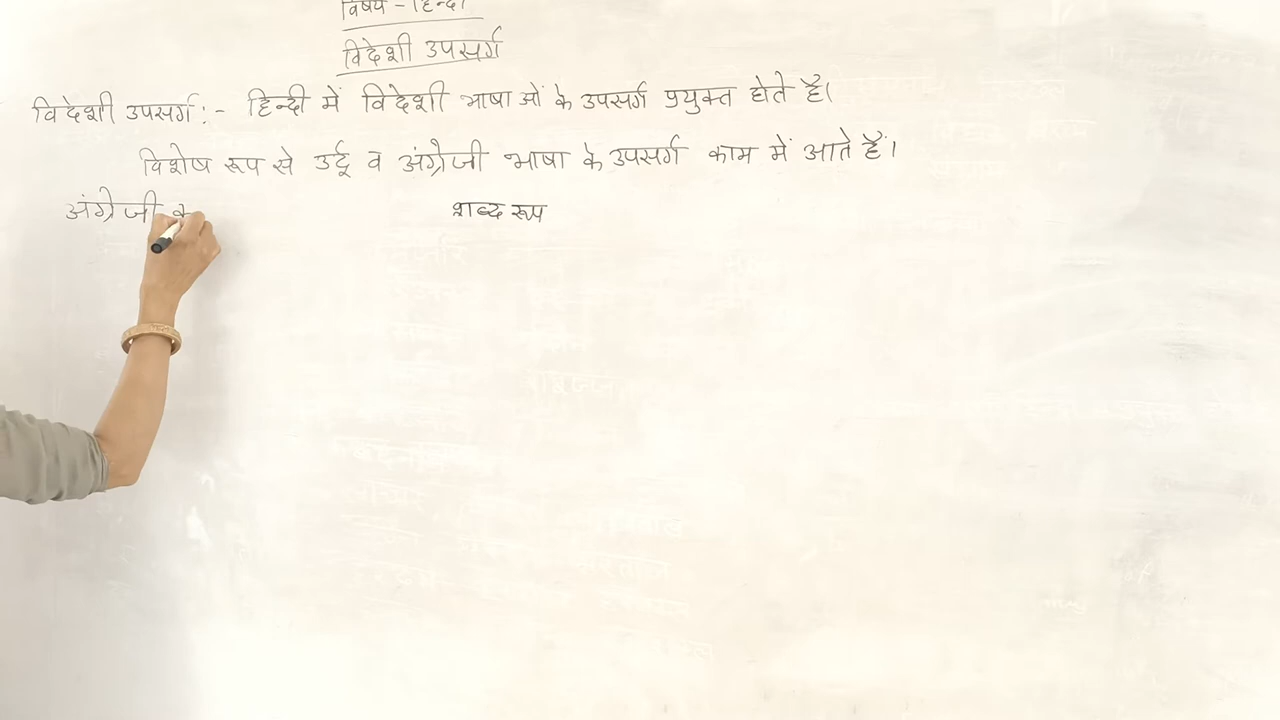 विषय - हिन्दी
विदेशी उपसर्ग
विदेशी उपसर्ग :- हिन्दी में विदेशी भाषाओं के उपसर्ग प्रयुक्त होते है।
विशेष रूप से उर्दू व अंग्रेजी भाषा के उपसर्ग काम में आते हैं।
अंग्रेजी शब्द रूप